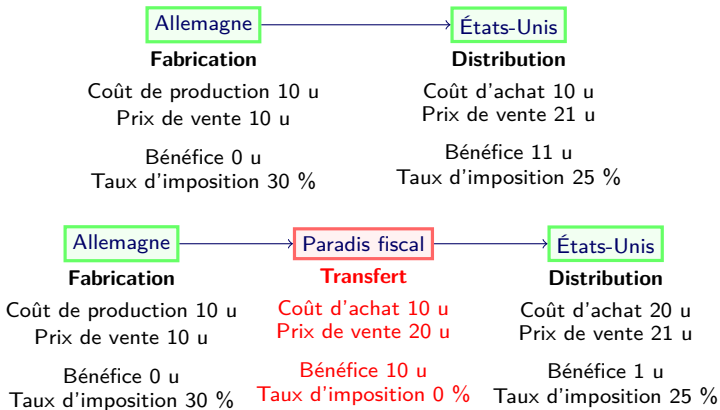 Allemagne
Fabrication
Coût de production 10 u
Prix de vente 10 u
Bénéfice 0 u
Taux d'imposition 30 %
États-Unis
Distribution
Coût d'achat 10 u
Prix de vente 21 u
Bénéfice 11 u
Taux d'imposition 25 %
Allemagne
Fabrication
Coût de production 10 u
Prix de vente 10 u
Bénéfice 0 u
Taux d'imposition 30 %
Paradis fiscal
Transfert
Coût d'achat 10 u
Prix de vente 20 u
Bénéfice 10 u
Taux d'imposition 0 %
États-Unis
Distribution
Coût d'achat 20 u
Prix de vente 21 u
Bénéfice 1 u
Taux d'imposition 25 %